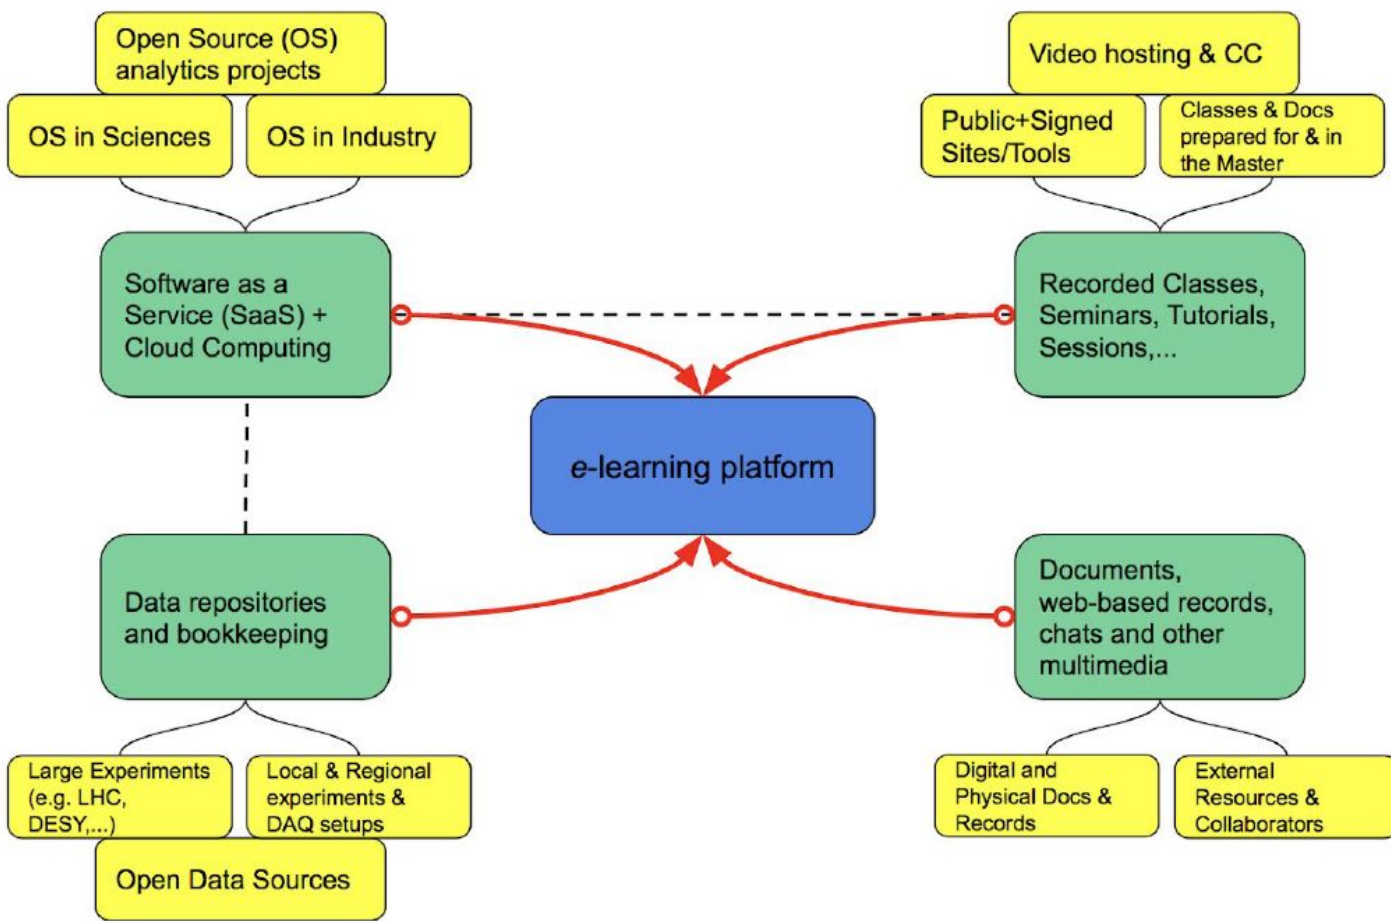 Open Source (OS)
analytics projects
OS in Sciences
OS in Industry
Software as a
Service (SaaS) +
Cloud Computing
Video hosting & CC
Public+Signed
Sites/Tools
Classes & Docs
prepared for & in
the Master
Recorded Classes,
Seminars, Tutorials,
Sessions,...
e-learning platform
Data repositories
and bookkeeping
Large Experiments
(e.g. LHC,
DESY,...)
Local & Regional
experiments &
DAQ setups
Open Data Sources
Documents,
web-based records,
chats and other
multimedia
Digital and
Physical Docs &
Records
External
Resources &
Collaborators